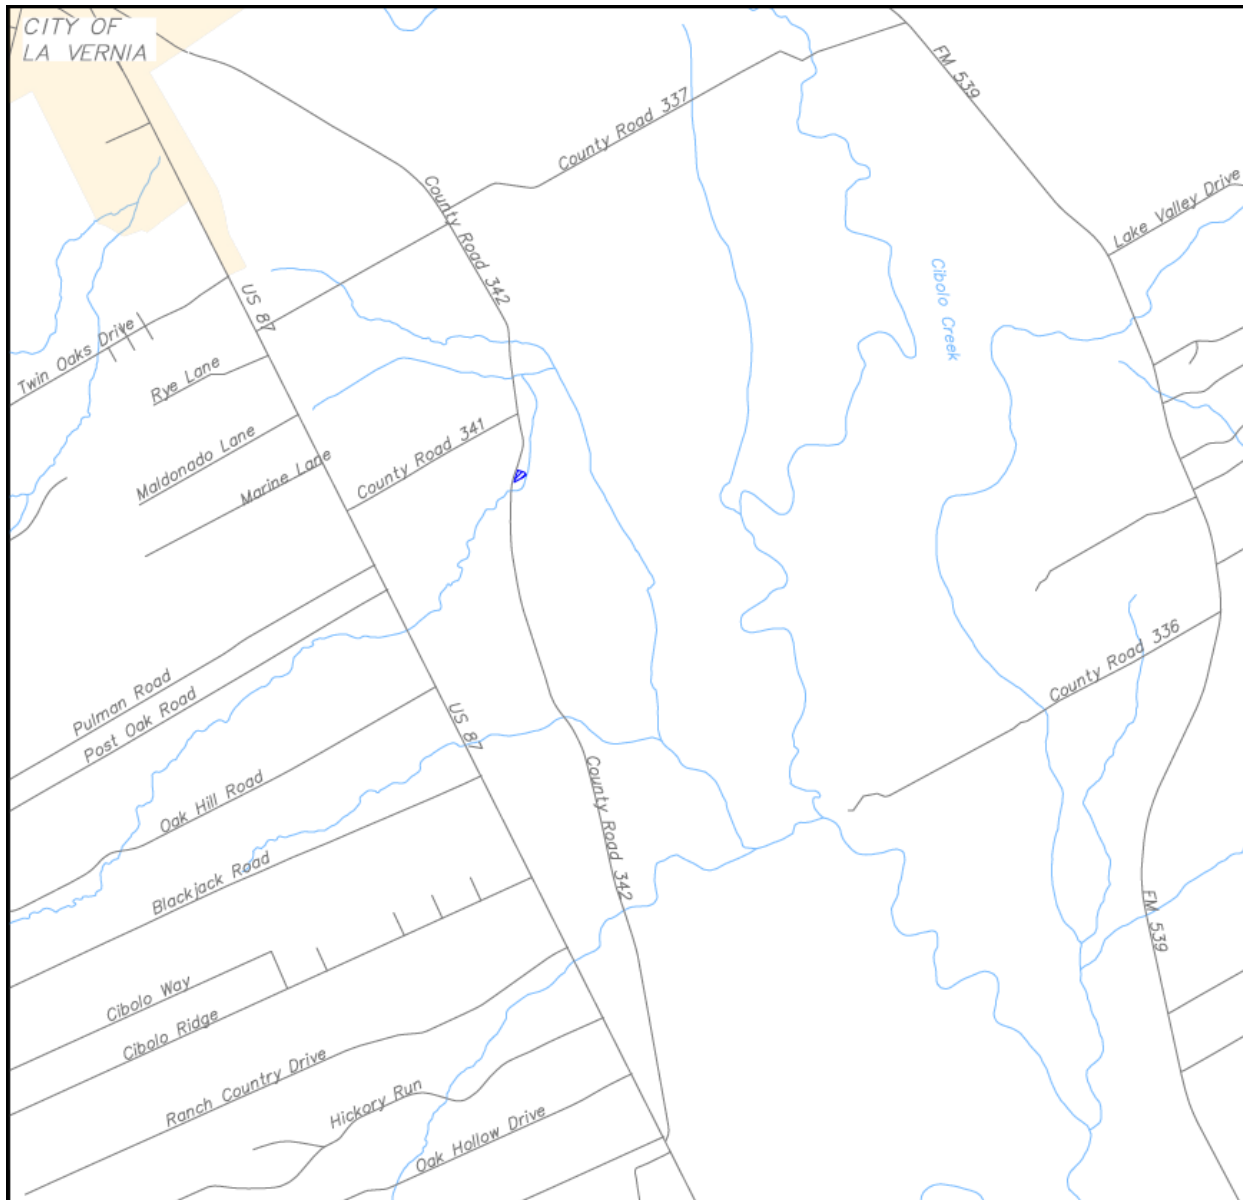 CITY OF
LA VERNIA
FM 539
County Road 337
Lake Valley Drive
County Road 342
US 87
Cibolo Creek
Twin Oaks Drive
Rye Lane
Maldonado Lane
Marine Lane
County Road 341
County Road 336
Pulman Road
Post Oak Road
US 87
Oak Hill Road
County Road 342
Blackjack Road
FM 539
Cibolo Way
Cibolo Ridge
Ranch Country Drive
Hickory Run
Oak Hollow Drive